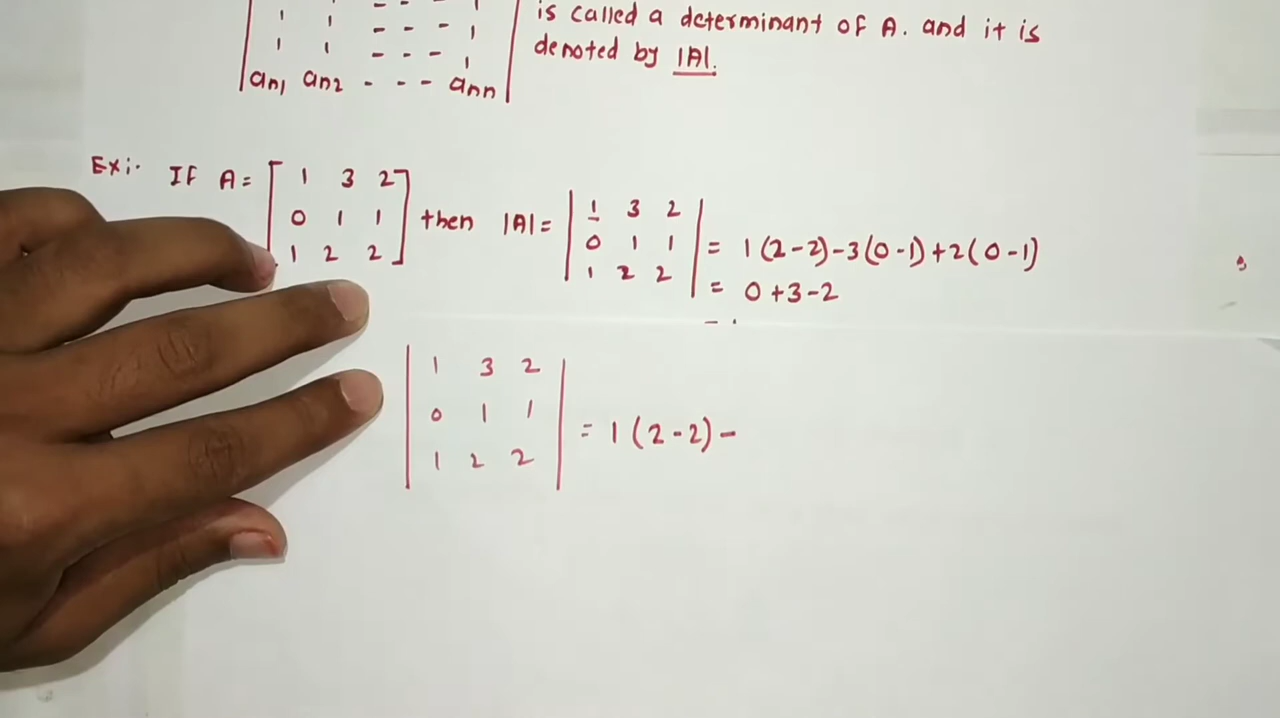 is called a determinant of A. and it is
denoted by |A|.
an1 an2 - - - ann
Ex:- If A = [ 1 3 2
0 1 1
1 2 2 ] then |A| = | 1 3 2
0 1 1
1 2 2 | = 1(2-2)-3(0-1)+2(0-1)
= 0+3-2
| 1 3 2
0 1 1
1 2 2 | = 1(2-2)-